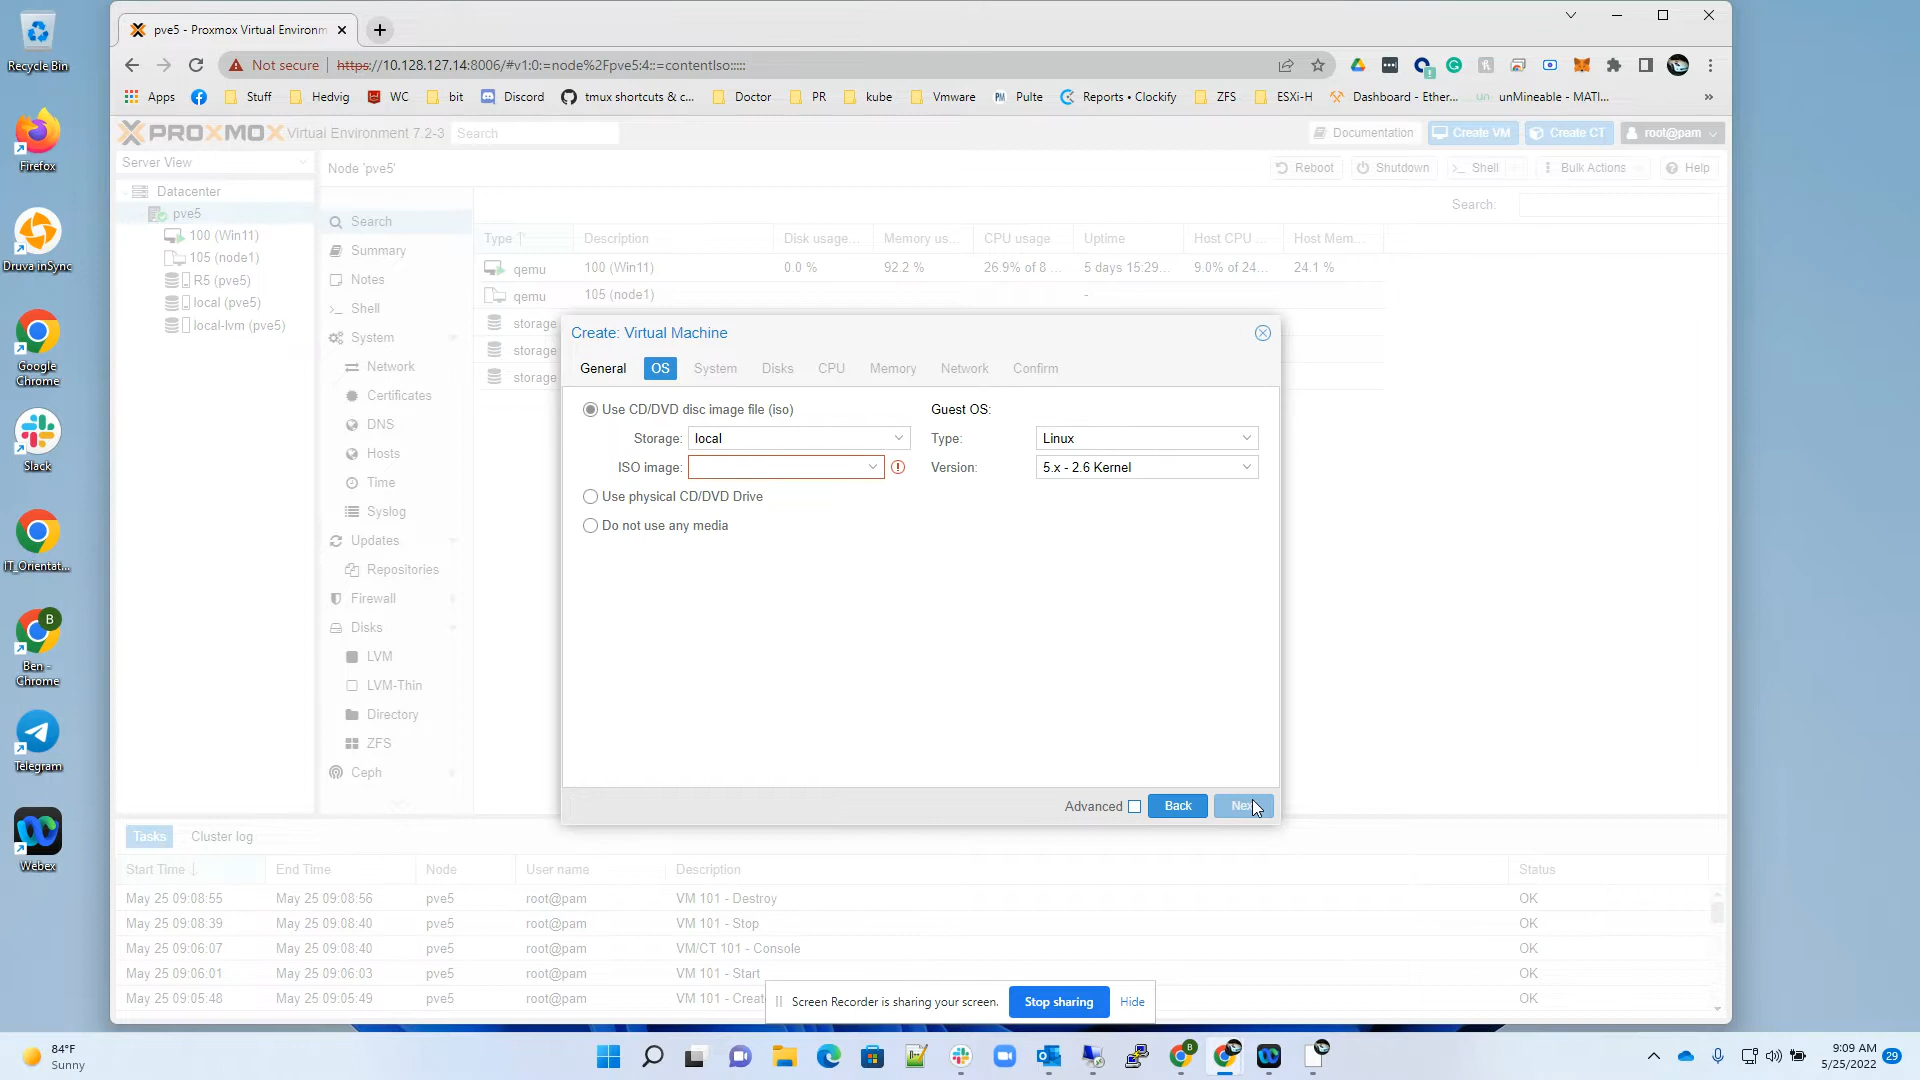 Recycle Bin
Firefox
Druva inSync
Google
Chrome
Slack
IT_Orientat...
B
Ben -
Chrome
Telegram
Webex
pve5 - Proxmox Virtual Environm
Not secure
https://10.128.127.14:8006/#v1:0:=node%2Fpve5:4::=contentIso:::::
Apps
Stuff
Hedvig
WC
bit
Discord
tmux shortcuts & c...
Doctor
PR
kube
Vmware
PM
Pulte
Reports • Clockify
ZFS
ESXi-H
Dashboard - Ether...
un
unMineable - MATI...
»
PROXMOX Virtual Environment 7.2-3
Search
Documentation
Create VM
Create CT
root@pam
Server View
Node 'pve5'
Reboot
Shutdown
Shell
Bulk Actions
Help
Datacenter
pve5
100 (Win11)
105 (node1)
R5 (pve5)
local (pve5)
local-lvm (pve5)
Search
Summary
Notes
Shell
System
Network
Certificates
DNS
Hosts
Time
Syslog
Updates
Repositories
Firewall
Disks
LVM
LVM-Thin
Directory
ZFS
Ceph
Search:
Type Description Disk usage... Memory us... CPU usage Uptime Host CPU ... Host Mem...
qemu 100 (Win11) 0.0 % 92.2 % 26.9% of 8 ... 5 days 15:29... 9.0% of 24... 24.1 %
qemu 105 (node1) -
storage
storage
storage
Create: Virtual Machine
General OS System Disks CPU Memory Network Confirm
Use CD/DVD disc image file (iso)
Storage: local
ISO image:
Use physical CD/DVD Drive
Do not use any media
Guest OS:
Type: Linux
Version: 5.x - 2.6 Kernel
Advanced Back
Tasks Cluster log
Start Time End Time Node User name Description Status
May 25 09:08:55 May 25 09:08:56 pve5 root@pam VM 101 - Destroy OK
May 25 09:08:39 May 25 09:08:40 pve5 root@pam VM 101 - Stop OK
May 25 09:06:07 May 25 09:08:40 pve5 root@pam VM/CT 101 - Console OK
May 25 09:06:01 May 25 09:06:03 pve5 root@pam VM 101 - Start OK
May 25 09:05:48 May 25 09:05:49 pve5 root@pam VM 101 - Creat OK
Screen Recorder is sharing your screen. Stop sharing Hide
84°F
Sunny
B
9:09 AM
5/25/2022
29